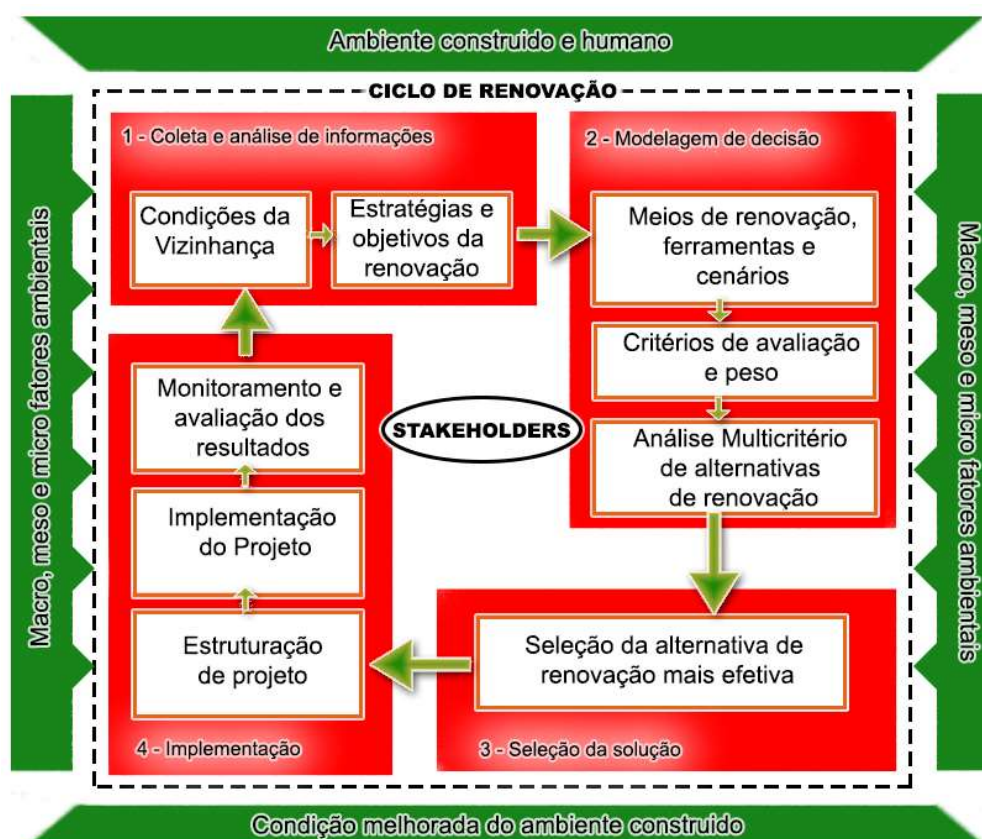 Ambiente construido e humano
CICLO DE RENOVAÇÃO
1 - Coleta e análise de informações
Condições da
Vizinhança
Estratégias e
objetivos da
renovação
2 - Modelagem de decisão
Meios de renovação,
ferramentas e
cenários
Critérios de avaliação
e peso
Análise Multicritério
de alternativas
de renovação
STAKEHOLDERS
3 - Seleção da solução
Seleção da alternativa de
renovação mais efetiva
4 - Implementação
Estruturação
de projeto
Implementação
do Projeto
Monitoramento e
avaliação dos
resultados
Macro, meso e micro fatores ambientais
Macro, meso e micro fatores ambientais
Condição melhorada do ambiente construido